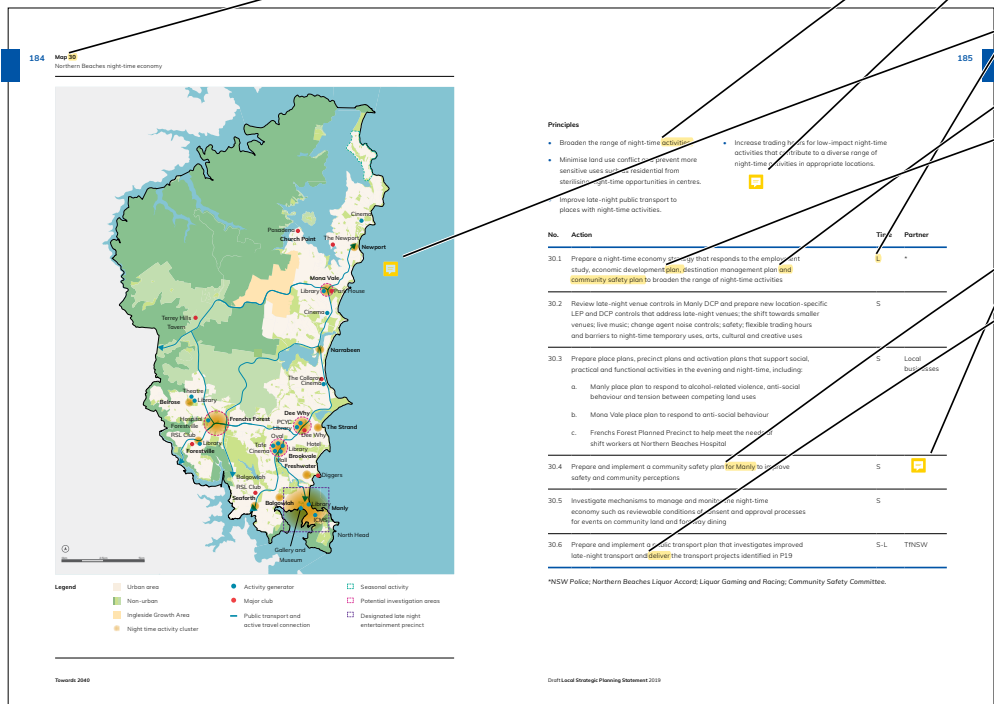 184
Map 30
Northern Beaches night-time economy
Cinema
Pasadena
Church Point
The Newport
Newport
Mona Vale
Library
Park House
Cinema
Terrey Hills
Tavern
Narrabeen
The Collaroy
Cinema
Theatre
Library
Belrose
Hospital
Forestville
RSL Club
Library
Forestville
Frenchs Forest
Dee Why
PCYC
Library
The Strand
Oval
Dee Why
Hotel
Tafe
Cinema
Library
Hall
Brookvale
Freshwater
Diggers
Balgowlah
RSL Club
Seaforth
Balgowlah
Library
Manly
ICMS
North Head
Gallery and
Museum
Legend
Urban area
Non-urban
Ingleside Growth Area
Night time activity cluster
Activity generator
Major club
Public transport and
active travel connection
Seasonal activity
Potential investigation areas
Designated late night
entertainment precinct
Towards 2040
185
Principles
• Broaden the range of night-time activities
• Minimise land use conflict and prevent more
sensitive uses such as residential from
sterilising night-time opportunities in centres.
Improve late-night public transport to
places with night-time activities.
• Increase trading hours for low-impact night-time
activities that contribute to a diverse range of
night-time activities in appropriate locations.
No. Action Time Partner
30.1 Prepare a night-time economy strategy that responds to the employment L *
study, economic development plan, destination management plan and
community safety plan to broaden the range of night-time activities
30.2 Review late-night venue controls in Manly DCP and prepare new location-specific S
LEP and DCP controls that address late-night venues; the shift towards smaller
venues; live music; change agent noise controls; safety; flexible trading hours
and barriers to night-time temporary uses, arts, cultural and creative uses
30.3 Prepare place plans, precinct plans and activation plans that support social, S Local
practical and functional activities in the evening and night-time, including: businesses
a. Manly place plan to respond to alcohol-related violence, anti-social
behaviour and tension between competing land uses
b. Mona Vale place plan to respond to anti-social behaviour
c. Frenchs Forest Planned Precinct to help meet the needs of
shift workers at Northern Beaches Hospital
30.4 Prepare and implement a community safety plan for Manly to improve S
safety and community perceptions
30.5 Investigate mechanisms to manage and monitor the night-time S
economy such as reviewable conditions of consent and approval processes
for events on community land and footway dining
30.6 Prepare and implement a public transport plan that investigates improved S-L TfNSW
late-night transport and deliver the transport projects identified in P19
*NSW Police; Northern Beaches Liquor Accord; Liquor Gaming and Racing; Community Safety Committee.
Draft Local Strategic Planning Statement 2019